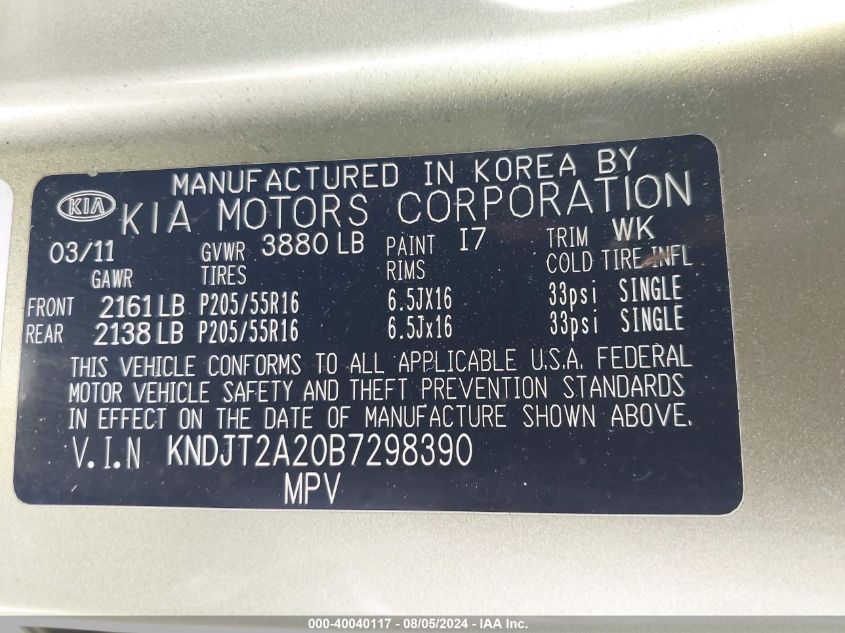 MANUFACTURED IN KOREA BY
KIA KIA MOTORS CORPORATION
03/11 GVWR 3880 LB PAINT I7 TRIM WK
GAWR TIRES RIMS COLD TIRE INFL
FRONT 2161 LB P205/55R16 6.5JX16 33psi SINGLE
REAR 2138 LB P205/55R16 6.5Jx16 33psi SINGLE
THIS VEHICLE CONFORMS TO ALL APPLICABLE U.S.A. FEDERAL
MOTOR VEHICLE SAFETY AND THEFT PREVENTION STANDARDS
IN EFFECT ON THE DATE OF MANUFACTURE SHOWN ABOVE.
V.I.N KNDJT2A20B7298390
MPV
000-40040117 - 08/05/2024 - IAA Inc.